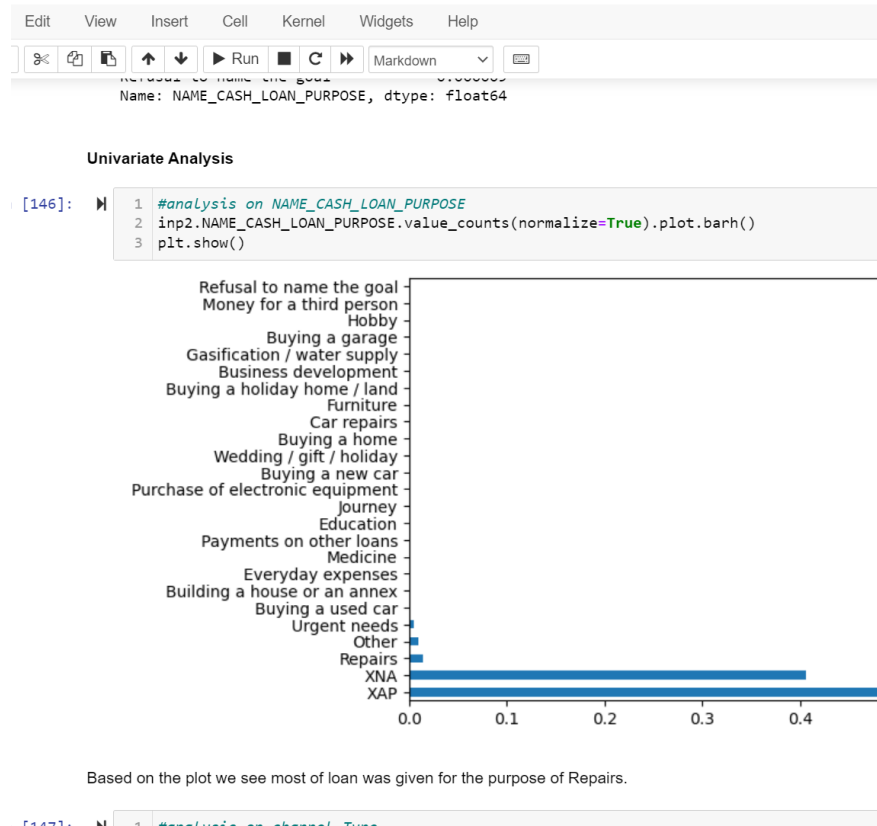 Edit View Insert Cell Kernel Widgets Help
Run Markdown
Name: NAME_CASH_LOAN_PURPOSE, dtype: float64
Univariate Analysis
[146]: 1 #analysis on NAME_CASH_LOAN_PURPOSE
2 inp2.NAME_CASH_LOAN_PURPOSE.value_counts(normalize=True).plot.barh()
3 plt.show()
Refusal to name the goal
Money for a third person
Hobby
Buying a garage
Gasification / water supply
Business development
Buying a holiday home / land
Furniture
Car repairs
Buying a home
Wedding / gift / holiday
Buying a new car
Purchase of electronic equipment
Journey
Education
Payments on other loans
Medicine
Everyday expenses
Building a house or an annex
Buying a used car
Urgent needs
Other
Repairs
XNA
XAP
0.0 0.1 0.2 0.3 0.4
Based on the plot we see most of loan was given for the purpose of Repairs.
[147]: 1 #analysis on channel Type